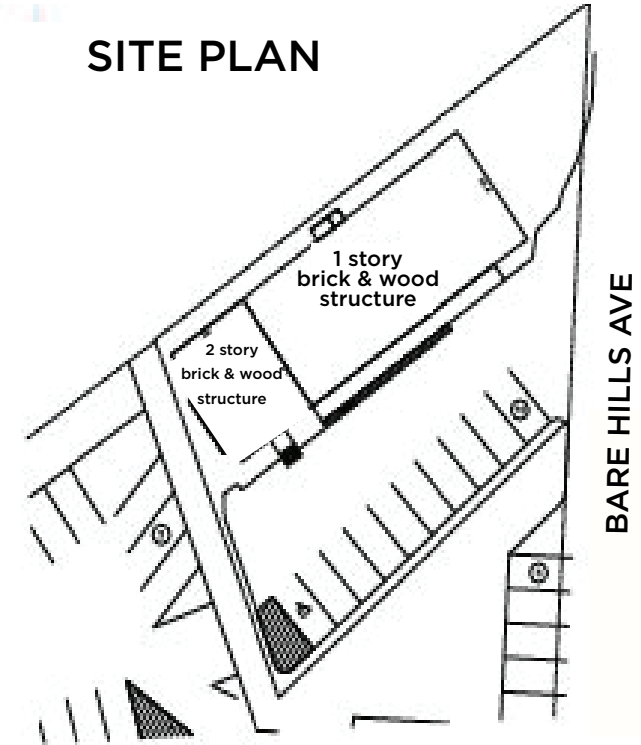 SITE PLAN
1 story
brick & wood
structure
2 story
brick & wood
structure
BARE HILLS AVE